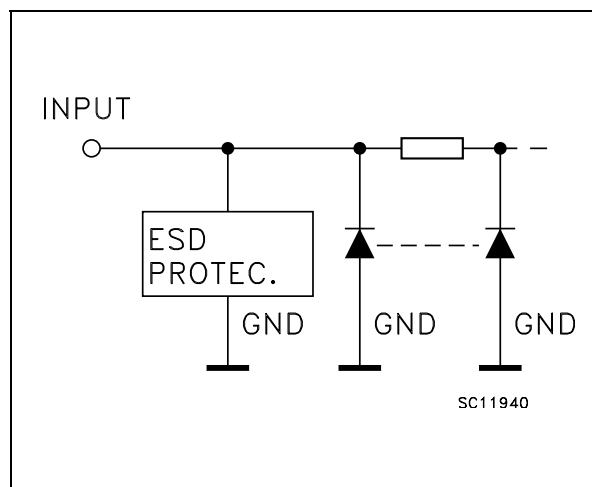 INPUT
ESD
PROTEC.
GND
GND
GND
SC11940